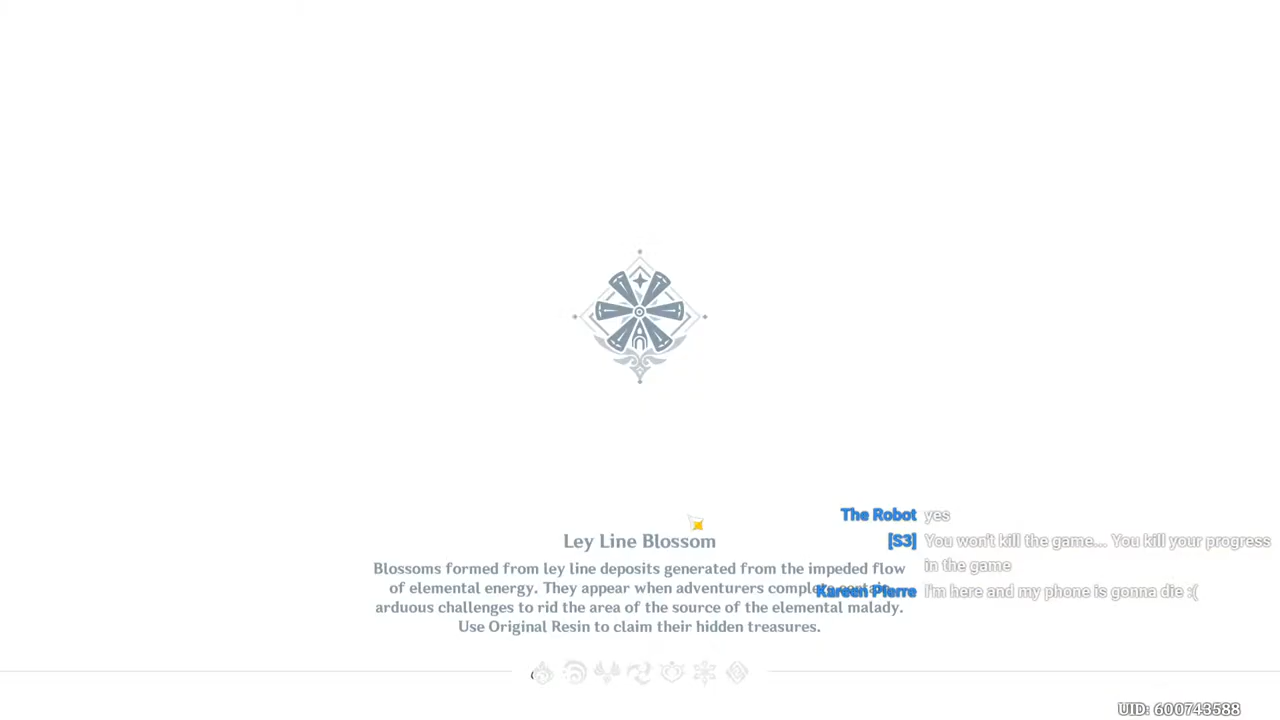 The Robot yes
Ley Line Blossom
[S3] You won't kill the game... You kill your progress
in the game
Blossoms formed from ley line deposits generated from the impeded flow
of elemental energy. They appear when adventurers complete certain
Kareen Pierre I'm here and my phone is gonna die :(
arduous challenges to rid the area of the source of the elemental malady.
Use Original Resin to claim their hidden treasures.
UID: 600743588